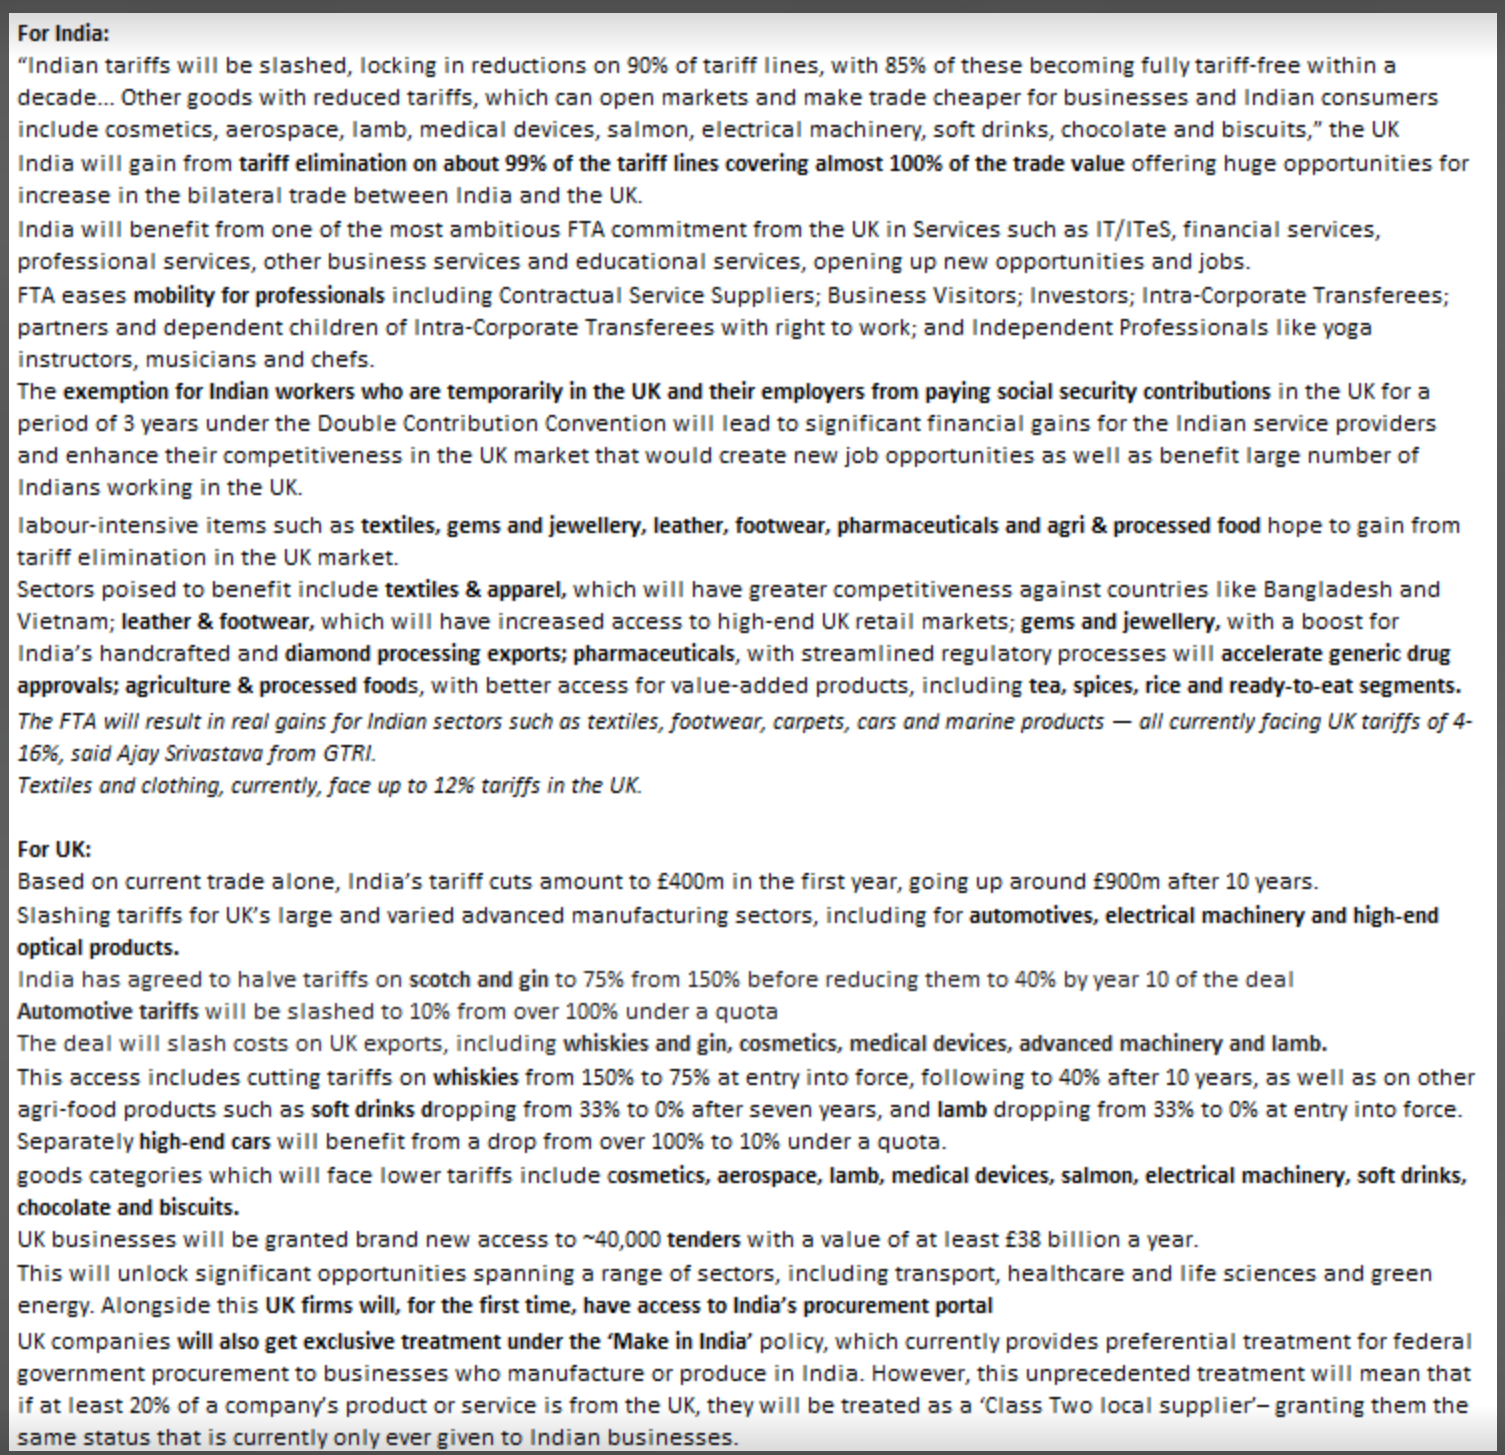 For India:
“Indian tariffs will be slashed, locking in reductions on 90% of tariff lines, with 85% of these becoming fully tariff-free within a
decade... Other goods with reduced tariffs, which can open markets and make trade cheaper for businesses and Indian consumers
include cosmetics, aerospace, lamb, medical devices, salmon, electrical machinery, soft drinks, chocolate and biscuits,” the UK
India will gain from tariff elimination on about 99% of the tariff lines covering almost 100% of the trade value offering huge opportunities for
increase in the bilateral trade between India and the UK.
India will benefit from one of the most ambitious FTA commitment from the UK in Services such as IT/ITeS, financial services,
professional services, other business services and educational services, opening up new opportunities and jobs.
FTA eases mobility for professionals including Contractual Service Suppliers; Business Visitors; Investors; Intra-Corporate Transferees;
partners and dependent children of Intra-Corporate Transferees with right to work; and Independent Professionals like yoga
instructors, musicians and chefs.
The exemption for Indian workers who are temporarily in the UK and their employers from paying social security contributions in the UK for a
period of 3 years under the Double Contribution Convention will lead to significant financial gains for the Indian service providers
and enhance their competitiveness in the UK market that would create new job opportunities as well as benefit large number of
Indians working in the UK.
labour-intensive items such as textiles, gems and jewellery, leather, footwear, pharmaceuticals and agri & processed food hope to gain from
tariff elimination in the UK market.
Sectors poised to benefit include textiles & apparel, which will have greater competitiveness against countries like Bangladesh and
Vietnam; leather & footwear, which will have increased access to high-end UK retail markets; gems and jewellery, with a boost for
India’s handcrafted and diamond processing exports; pharmaceuticals, with streamlined regulatory processes will accelerate generic drug
approvals; agriculture & processed foods, with better access for value-added products, including tea, spices, rice and ready-to-eat segments.
The FTA will result in real gains for Indian sectors such as textiles, footwear, carpets, cars and marine products — all currently facing UK tariffs of 4-
16%, said Ajay Srivastava from GTRI.
Textiles and clothing, currently, face up to 12% tariffs in the UK.
For UK:
Based on current trade alone, India’s tariff cuts amount to £400m in the first year, going up around £900m after 10 years.
Slashing tariffs for UK’s large and varied advanced manufacturing sectors, including for automotives, electrical machinery and high-end
optical products.
India has agreed to halve tariffs on scotch and gin to 75% from 150% before reducing them to 40% by year 10 of the deal
Automotive tariffs will be slashed to 10% from over 100% under a quota
The deal will slash costs on UK exports, including whiskies and gin, cosmetics, medical devices, advanced machinery and lamb.
This access includes cutting tariffs on whiskies from 150% to 75% at entry into force, following to 40% after 10 years, as well as on other
agri-food products such as soft drinks dropping from 33% to 0% after seven years, and lamb dropping from 33% to 0% at entry into force.
Separately high-end cars will benefit from a drop from over 100% to 10% under a quota.
goods categories which will face lower tariffs include cosmetics, aerospace, lamb, medical devices, salmon, electrical machinery, soft drinks,
chocolate and biscuits.
UK businesses will be granted brand new access to ~40,000 tenders with a value of at least £38 billion a year.
This will unlock significant opportunities spanning a range of sectors, including transport, healthcare and life sciences and green
energy. Alongside this UK firms will, for the first time, have access to India’s procurement portal
UK companies will also get exclusive treatment under the ‘Make in India’ policy, which currently provides preferential treatment for federal
government procurement to businesses who manufacture or produce in India. However, this unprecedented treatment will mean that
if at least 20% of a company’s product or service is from the UK, they will be treated as a ‘Class Two local supplier’– granting them the
same status that is currently only ever given to Indian businesses.